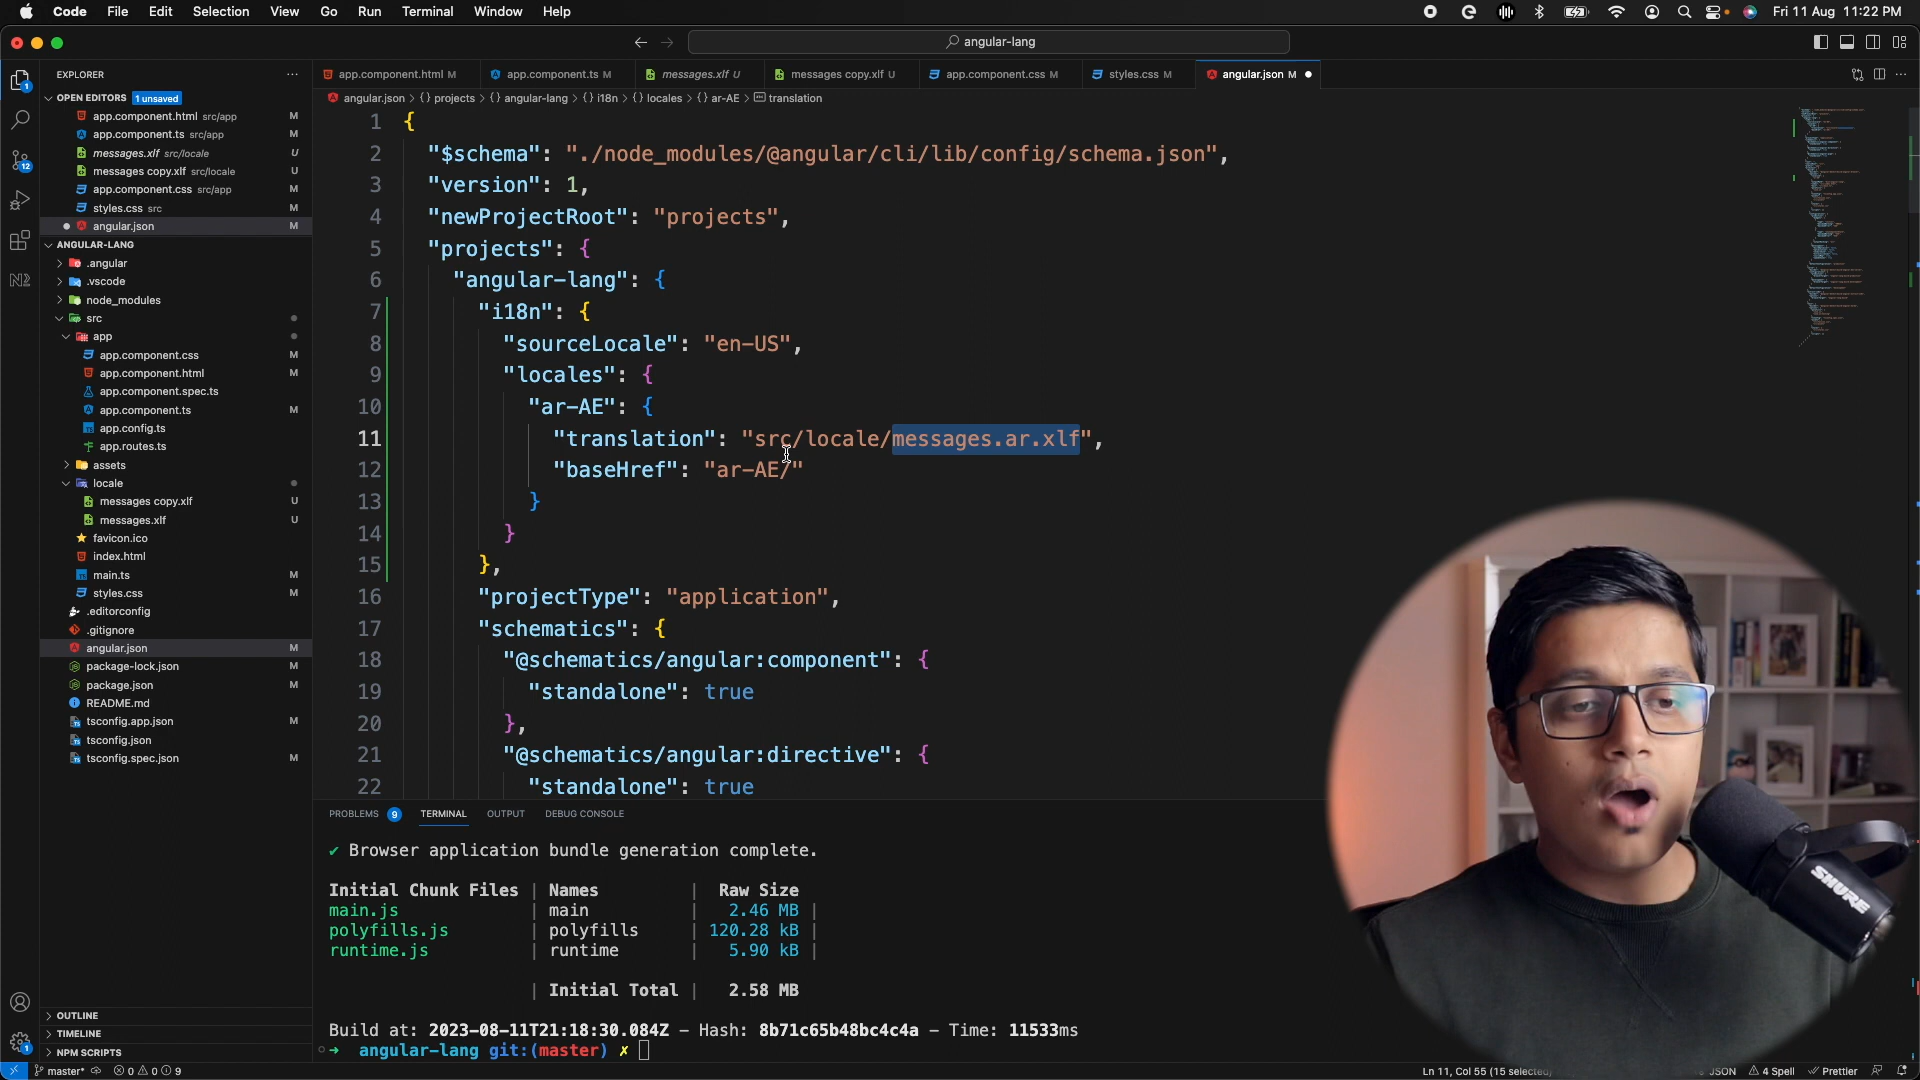 Code File Edit Selection View Go Run Terminal Window Help Fri 11 Aug 11:22 PM
angular-lang
EXPLORER
OPEN EDITORS 1 unsaved
app.component.html src/app M
app.component.ts src/app M
messages.xlf src/locale U
messages copy.xlf src/locale U
app.component.css src/app M
styles.css src M
angular.json M
ANGULAR-LANG
.angular
.vscode
node_modules
src
app
app.component.css M
app.component.html M
app.component.spec.ts
app.component.ts M
app.config.ts
app.routes.ts
assets
locale
messages copy.xlf U
messages.xlf U
favicon.ico
index.html
main.ts M
styles.css M
.editorconfig
.gitignore
angular.json M
package-lock.json M
package.json M
README.md
tsconfig.app.json M
tsconfig.json
tsconfig.spec.json M
OUTLINE
TIMELINE
NPM SCRIPTS
app.component.html M app.component.ts M messages.xlf U messages copy.xlf U app.component.css M styles.css M angular.json M
angular.json > {} projects > {} angular-lang > {} i18n > {} locales > {} ar-AE > translation
1 {
2 "$schema": "./node_modules/@angular/cli/lib/config/schema.json",
3 "version": 1,
4 "newProjectRoot": "projects",
5 "projects": {
6 "angular-lang": {
7 "i18n": {
8 "sourceLocale": "en-US",
9 "locales": {
10 "ar-AE": {
11 "translation": "src/locale/messages.ar.xlf",
12 "baseHref": "ar-AE/"
13 }
14 }
15 },
16 "projectType": "application",
17 "schematics": {
18 "@schematics/angular:component": {
19 "standalone": true
20 },
21 "@schematics/angular:directive": {
22 "standalone": true
PROBLEMS 9 TERMINAL OUTPUT DEBUG CONSOLE
✔ Browser application bundle generation complete.
Initial Chunk Files | Names | Raw Size
main.js | main | 2.46 MB |
polyfills.js | polyfills | 120.28 kB |
runtime.js | runtime | 5.90 kB |
| Initial Total | 2.58 MB
Build at: 2023-08-11T21:18:30.084Z - Hash: 8b71c65b48bc4c4a - Time: 11533ms
➜ angular-lang git:(master) ✗
SHURE
master* 0 0 9 Ln 11, Col 55 (15 selected) JSON 4 Spell Prettier